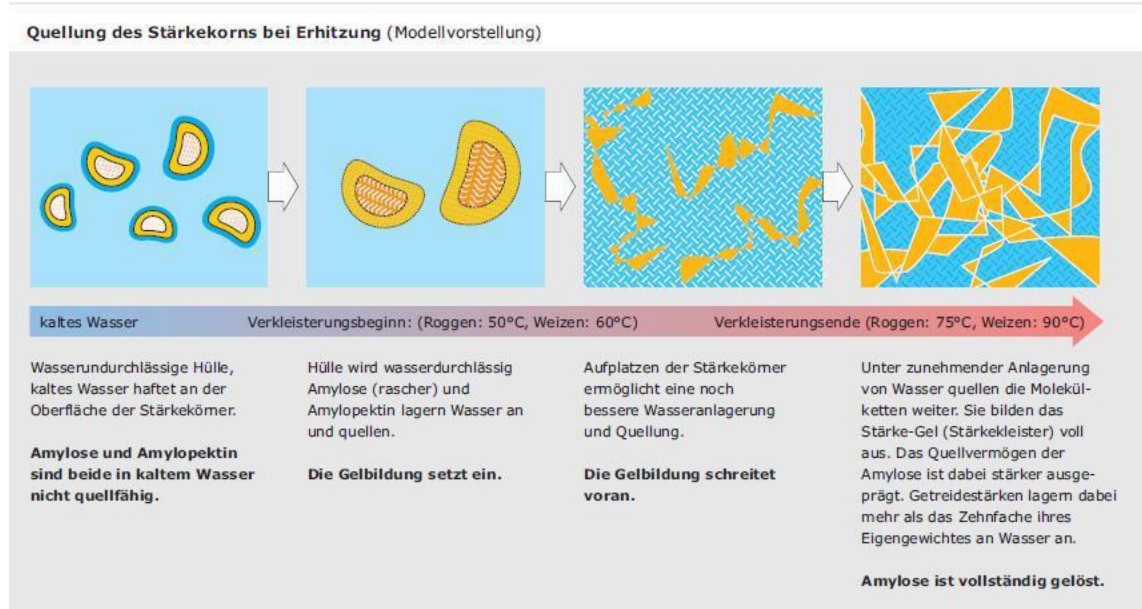 Quellung des Stärkekorns bei Erhitzung (Modellvorstellung)
kaltes Wasser
Verkleisterungsbeginn: (Roggen: 50°C, Weizen: 60°C)
Verkleisterungsende (Roggen: 75°C, Weizen: 90°C)
Wasserundurchlässige Hülle,
kaltes Wasser haftet an der
Oberfläche der Stärkekörner.
Amylose und Amylopektin
sind beide in kaltem Wasser
nicht quellfähig.
Hülle wird wasserdurchlässig
Amylose (rascher) und
Amylopektin lagern Wasser an
und quellen.
Die Gelbildung setzt ein.
Aufplatzen der Stärkekörner
ermöglicht eine noch
bessere Wasseranlagerung
und Quellung.
Die Gelbildung schreitet
voran.
Unter zunehmender Anlagerung
von Wasser quellen die Molekül-
ketten weiter. Sie bilden das
Stärke-Gel (Stärkekleister) voll
aus. Das Quellvermögen der
Amylose ist dabei stärker ausge-
prägt. Getreidestärken lagern dabei
mehr als das Zehnfache ihres
Eigengewichtes an Wasser an.
Amylose ist vollständig gelöst.